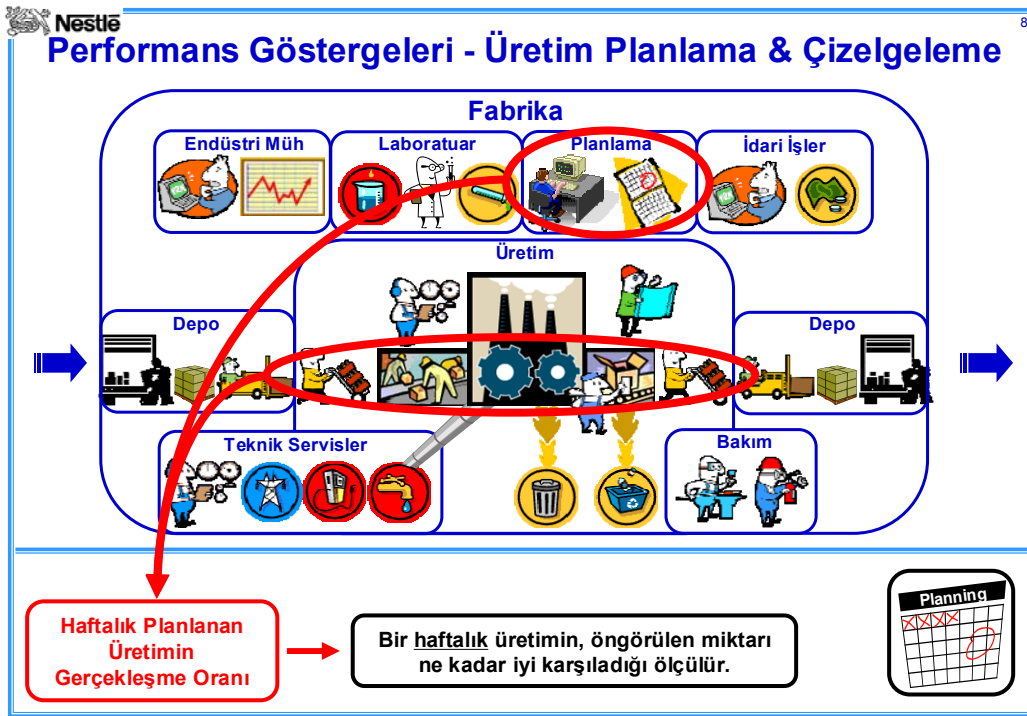 Nestlē
8
Performans Göstergeleri - Üretim Planlama & Çizelgeleme
Fabrika
Endüstri Müh
Laboratuar
Planlama
İdari İşler
Üretim
Depo
Depo
Teknik Servisler
Bakım
Haftalık Planlanan
Üretimin
Gerçekleşme Oranı
Bir haftalık üretimin, öngörülen miktarı
ne kadar iyi karşıladığı ölçülür.
Planning